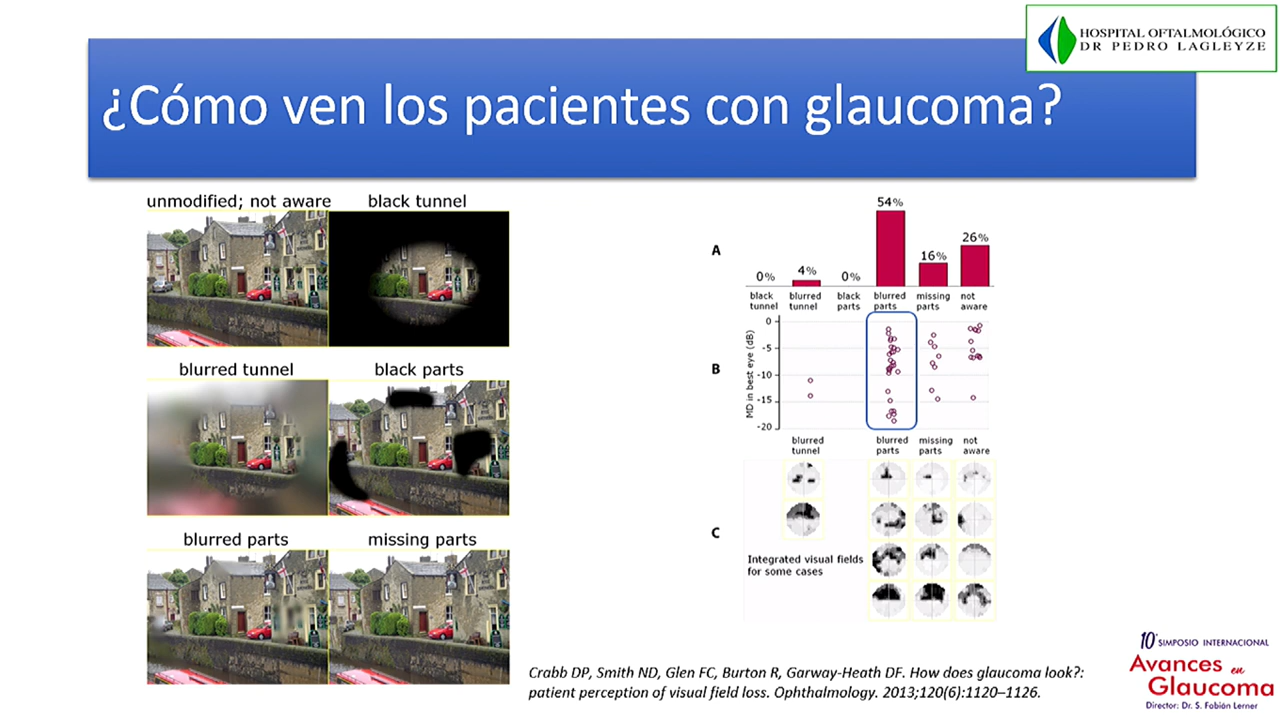 HOSPITAL OFTALMOLÓGICO
DR PEDRO LAGLEYZE
¿Cómo ven los pacientes con glaucoma?
unmodified; not aware
black tunnel
blurred tunnel
black parts
blurred parts
missing parts
A
0%
4%
0%
54%
16%
26%
black tunnel
blurred tunnel
black parts
blurred parts
missing parts
not aware
B
MD in best eye (dB)
0
-5
-10
-15
-20
blurred tunnel
blurred parts
missing parts
not aware
C
Integrated visual fields
for some cases
Crabb DP, Smith ND, Glen FC, Burton R, Garway-Heath DF. How does glaucoma look?:
patient perception of visual field loss. Ophthalmology. 2013;120(6):1120–1126.
10° SIMPOSIO INTERNACIONAL
Avances en
Glaucoma
Director: Dr. S. Fabián Lerner